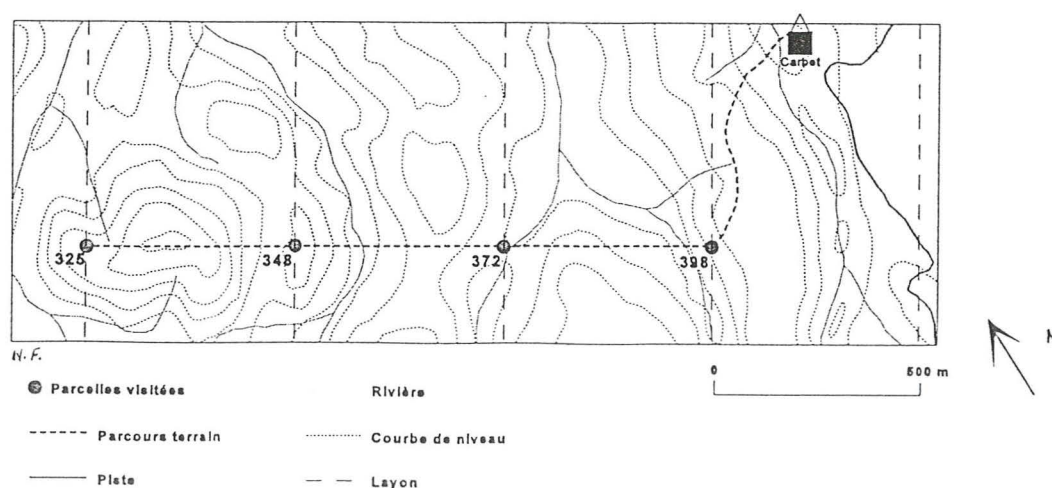 Carbet
325
348
372
398
N.F.
N
0 500 m
Parcelles visitées
Rivière
Parcours terrain
Courbe de niveau
Piste
Layon